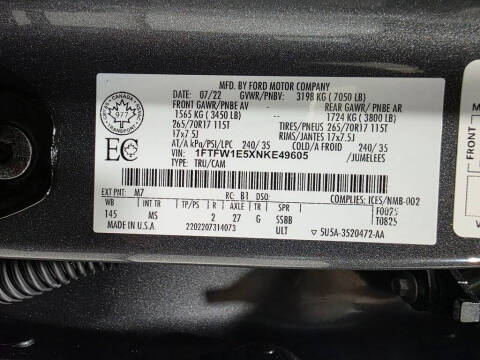 MFD. BY FORD MOTOR COMPANY
07/22 GVWR/PNBV: 3198 KG ( 7050 LB)
FRONT GAWR/PNBE AV REAR GAWR/PNBE AR
1565 KG ( 3450 LB) 1724 KG ( 3800 LB)
265/70R17 115T TIRES/PNEUS 265/70R17 115T
17x7.5J RIMS/JANTES 17x7.5J
AT/A kPa/PSI/LPC 240/ 35 COLD/A FROID 240/ 35
VIN: 1FTFW1E5XNKE49605 /JUMELEES
TYPE: TRU/CAM
CANADA
977
TRANSPORT
EC
EXT PNT: M7 RC: B1 DSO: COMPLIES: ICES/NMB-002
WB INT TR TP/PS R AXLE TR SPR F0025
145 MS 2 27 G SSBB T0825
MADE IN U.S.A. 2202207314073 ULT ▽ 5U5A-3520472-AA